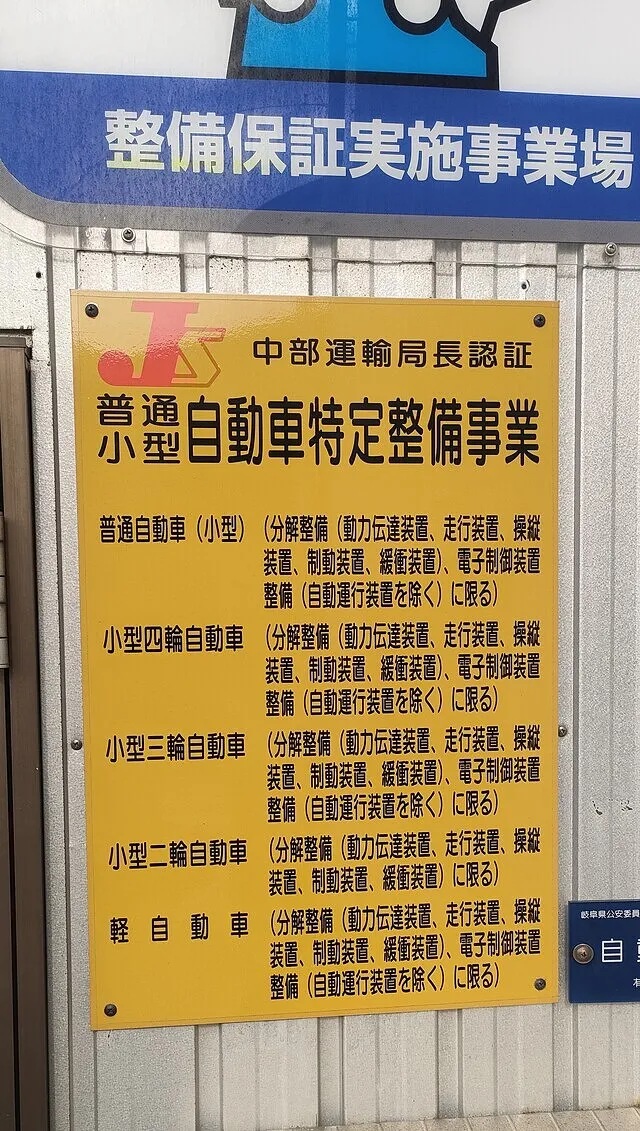 整備保証実施事業場
JS
中部運輸局長認証
普通
小型
自動車特定整備事業
普通自動車（小型）（分解整備（動力伝達装置、走行装置、操縦
装置、制動装置、緩衝装置）、電子制御装置
整備（自動運行装置を除く）に限る）
小型四輪自動車（分解整備（動力伝達装置、走行装置、操縦
装置、制動装置、緩衝装置）、電子制御装置
整備（自動運行装置を除く）に限る）
小型三輪自動車（分解整備（動力伝達装置、走行装置、操縦
装置、制動装置、緩衝装置）、電子制御装置
整備（自動運行装置を除く）に限る）
小型二輪自動車（分解整備（動力伝達装置、走行装置、操縦
装置、制動装置、緩衝装置）に限る）
軽自動車（分解整備（動力伝達装置、走行装置、操縦
装置、制動装置、緩衝装置）、電子制御装置
整備（自動運行装置を除く）に限る）
岐阜県公安委員
自動
有